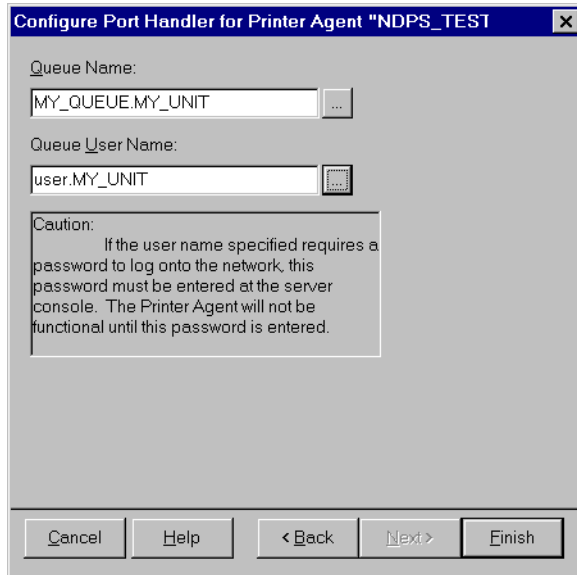 Configure Port Handler for Printer Agent "NDPS_TEST
Queue Name:
MY_QUEUE.MY_UNIT
...
Queue User Name:
user.MY_UNIT
...
Caution:
If the user name specified requires a
password to log onto the network, this
password must be entered at the server
console. The Printer Agent will not be
functional until this password is entered.
Cancel Help < Back Next > Finish